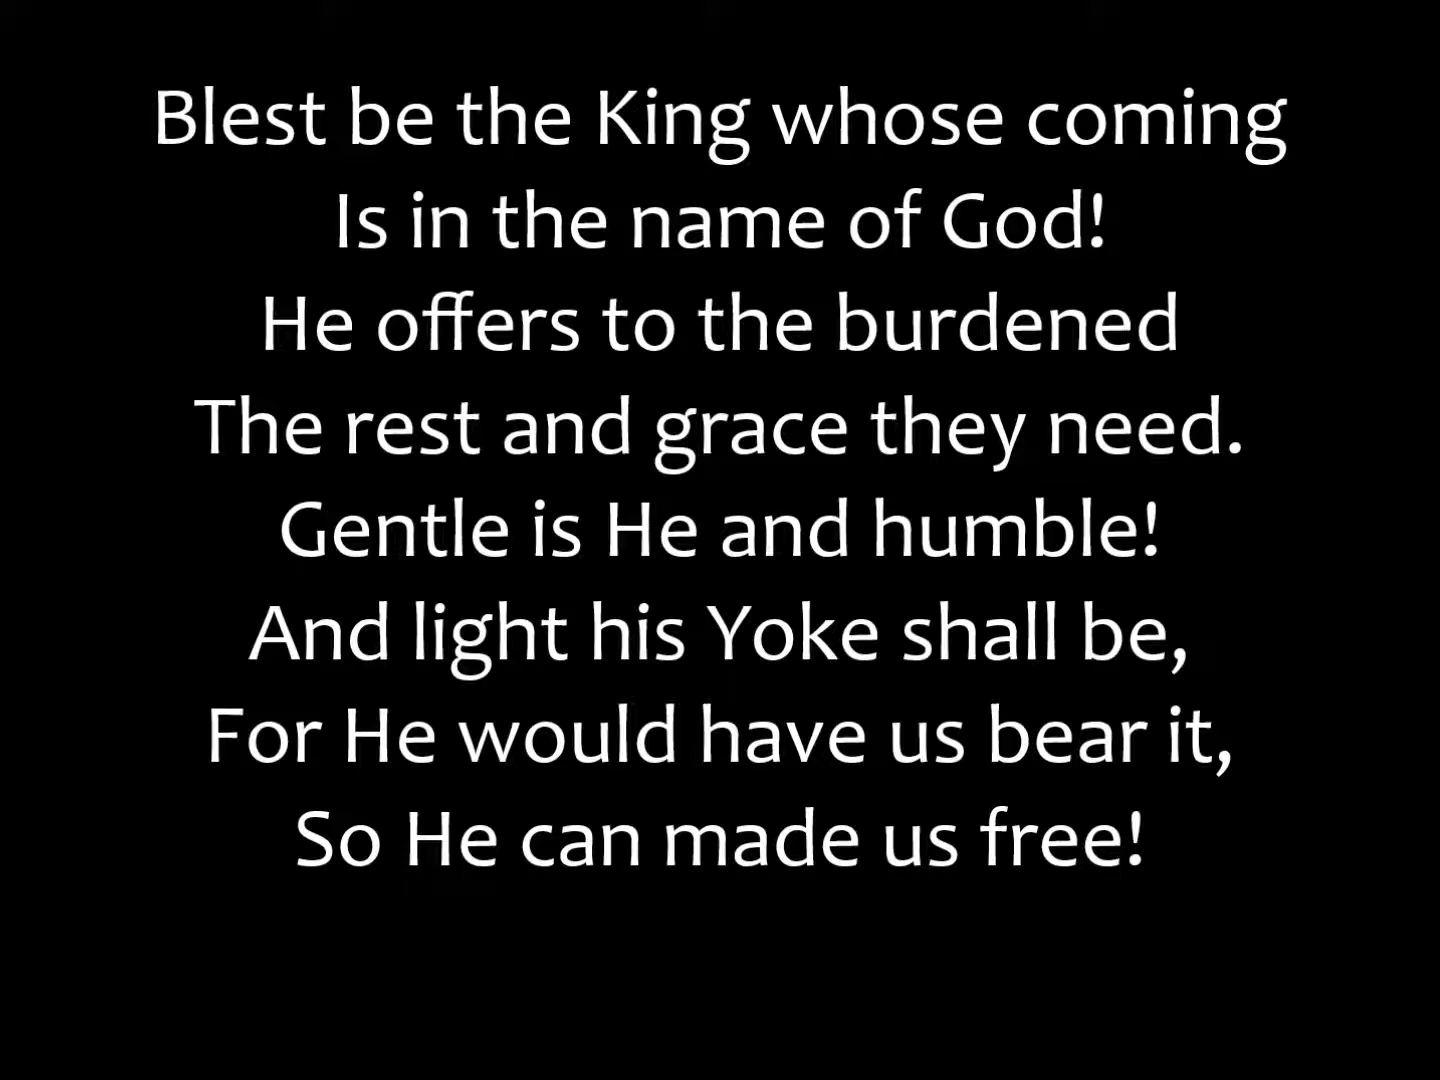 Blest be the King whose coming
Is in the name of God!
He offers to the burdened
The rest and grace they need.
Gentle is He and humble!
And light his Yoke shall be,
For He would have us bear it,
So He can made us free!